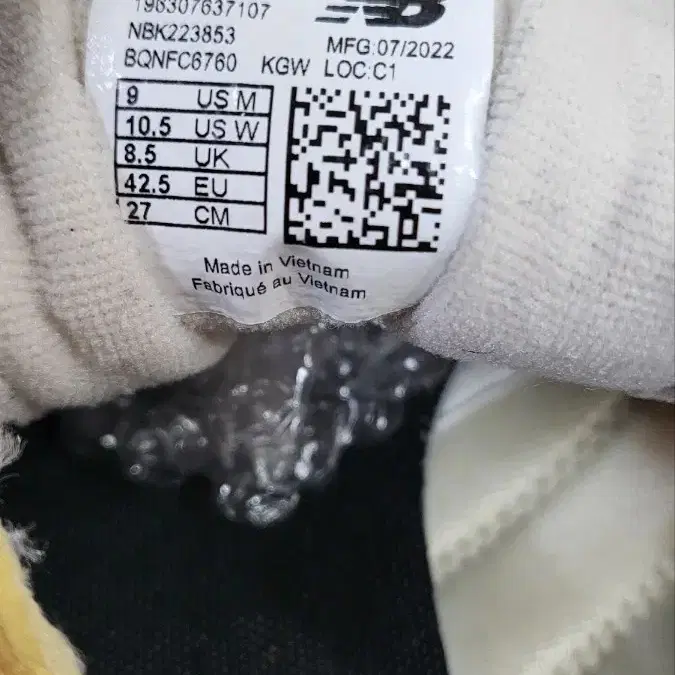 196307637107
NBK223853
MFG:07/2022
BQNFC6760 KGW LOC:C1
9 US M
10.5 US W
8.5 UK
42.5 EU
27 CM
Made in Vietnam
Fabriqué au Vietnam